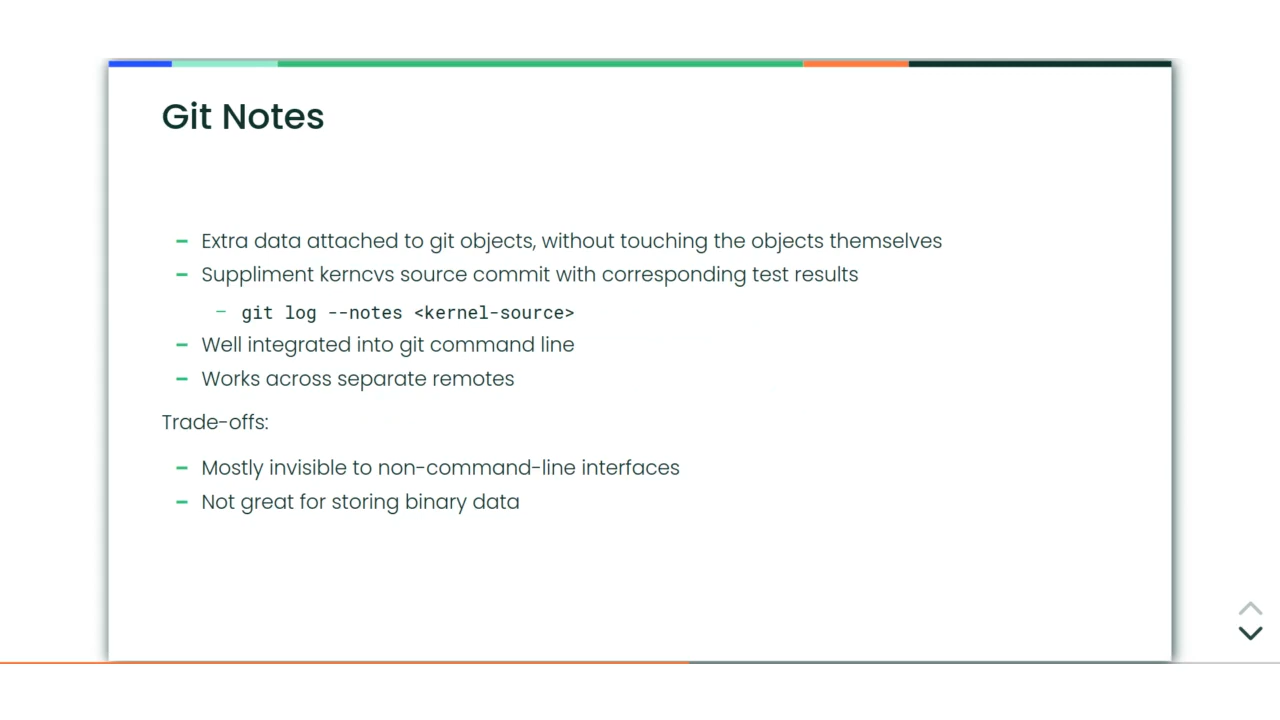 Git Notes
– Extra data attached to git objects, without touching the objects themselves
– Suppliment kerncvs source commit with corresponding test results
– git log --notes <kernel-source>
– Well integrated into git command line
– Works across separate remotes
Trade-offs:
– Mostly invisible to non-command-line interfaces
– Not great for storing binary data